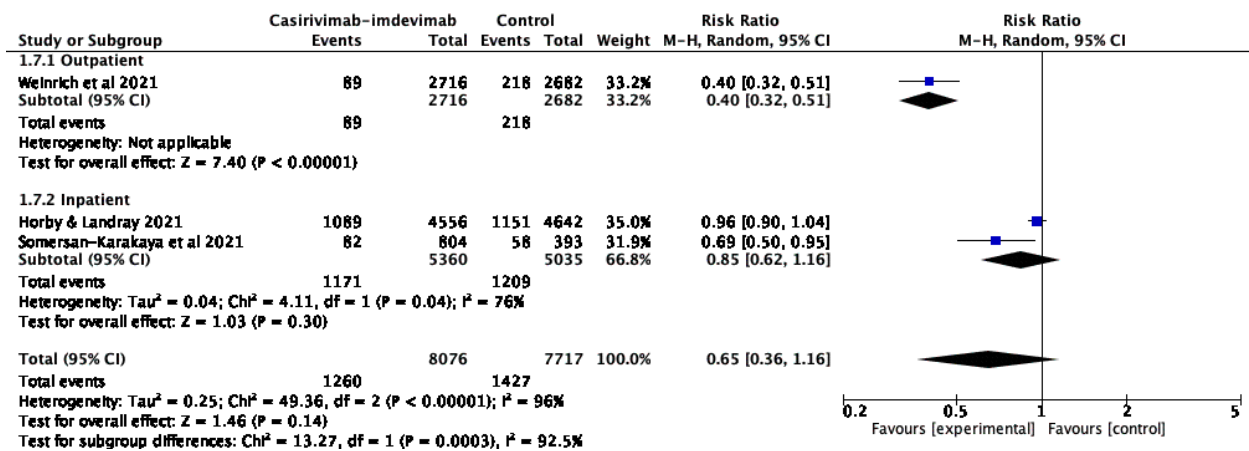 Casirivimab-imdevimab Control Risk Ratio Risk Ratio
Study or Subgroup Events Total Events Total Weight M-H, Random, 95% CI M-H, Random, 95% CI
1.7.1 Outpatient
Weinrich et al 2021 89 2716 218 2682 33.2% 0.40 [0.32, 0.51]
Subtotal (95% CI) 2716 2682 33.2% 0.40 [0.32, 0.51]
Total events 89 218
Heterogeneity: Not applicable
Test for overall effect: Z = 7.40 (P < 0.00001)
1.7.2 Inpatient
Horby & Landray 2021 1089 4556 1151 4642 35.0% 0.96 [0.90, 1.04]
Somersan-Karakaya et al 2021 82 804 58 393 31.9% 0.69 [0.50, 0.95]
Subtotal (95% CI) 5360 5035 66.8% 0.85 [0.62, 1.16]
Total events 1171 1209
Heterogeneity: Tau² = 0.04; Chi² = 4.11, df = 1 (P = 0.04); I² = 76%
Test for overall effect: Z = 1.03 (P = 0.30)
Total (95% CI) 8076 7717 100.0% 0.65 [0.36, 1.16]
Total events 1260 1427
Heterogeneity: Tau² = 0.25; Chi² = 49.36, df = 2 (P < 0.00001); I² = 96%
Test for overall effect: Z = 1.46 (P = 0.14)
Test for subgroup differences: Chi² = 13.27, df = 1 (P = 0.0003), I² = 92.5%
0.2 0.5 1 2 5
Favours [experimental] Favours [control]